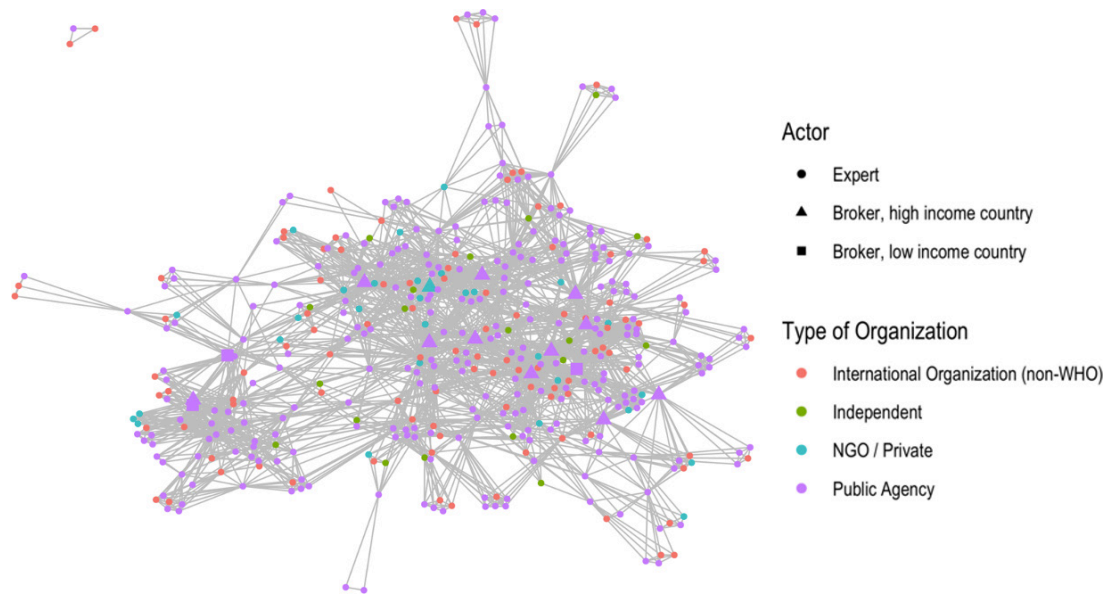 Actor
Expert
Broker, high income country
Broker, low income country
Type of Organization
International Organization (non-WHO)
Independent
NGO / Private
Public Agency